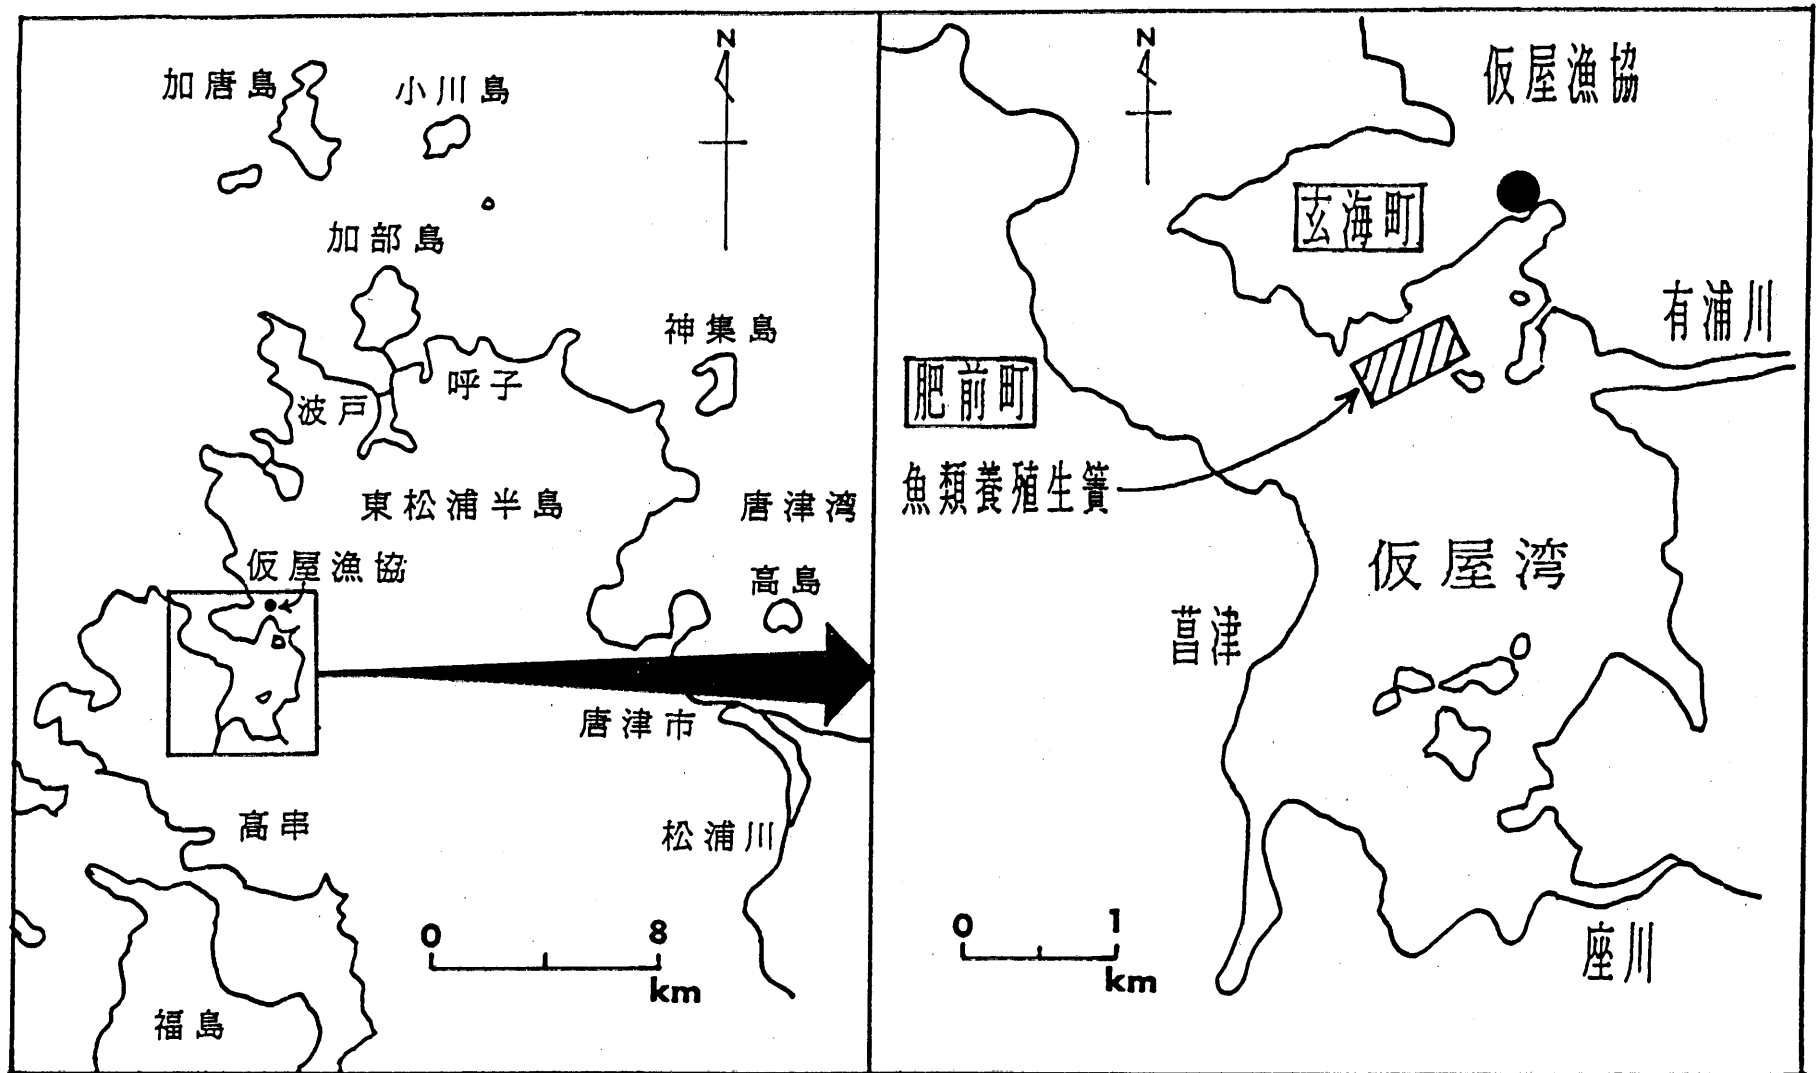 N
加唐島
小川島
加部島
神集島
呼子
波戸
東松浦半島
唐津湾
仮屋漁協
高島
唐津市
高串
松浦川
0 8
km
福島
N
仮屋漁協
玄海町
有浦川
肥前町
魚類養殖生簀
仮屋湾
菖津
0 1
km
座川